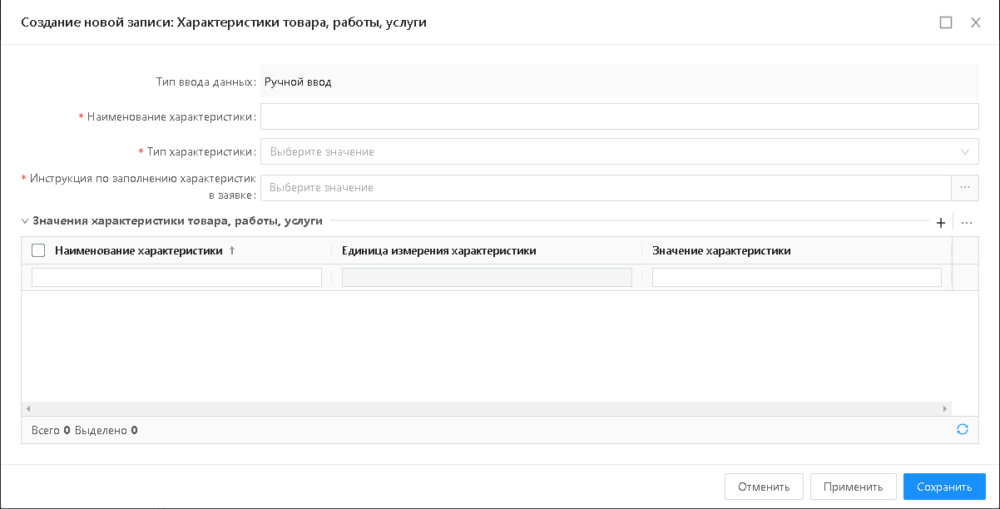 Создание новой записи: Характеристики товара, работы, услуги
Тип ввода данных: Ручной ввод
* Наименование характеристики:
* Тип характеристики: Выберите значение
* Инструкция по заполнению характеристик
в заявке: Выберите значение
Значения характеристики товара, работы, услуги
Наименование характеристики Единица измерения характеристики Значение характеристики
Всего 0 Выделено 0
Отменить Применить Сохранить